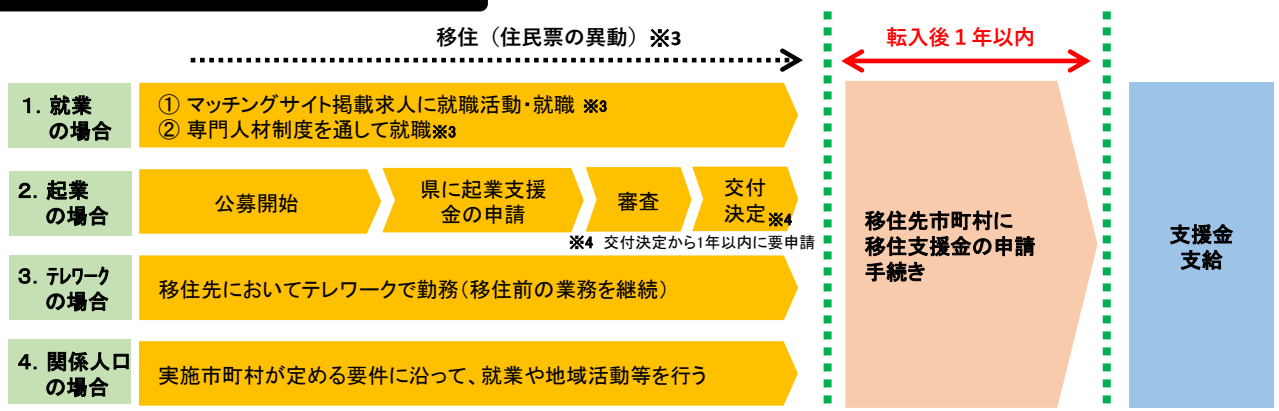 移住（住民票の異動）※3
転入後１年以内
１．就業
の場合
① マッチングサイト掲載求人に就職活動・就職 ※3
② 専門人材制度を通して就職※3
２．起業
の場合
公募開始
県に起業支援
金の申請
審査
交付
決定※4
※4 交付決定から1年以内に要申請
３．ﾃﾚﾜｰｸ
の場合
移住先においてテレワークで勤務（移住前の業務を継続）
４．関係人口
の場合
実施市町村が定める要件に沿って、就業や地域活動等を行う
移住先市町村に
移住支援金の申請
手続き
支援金
支給